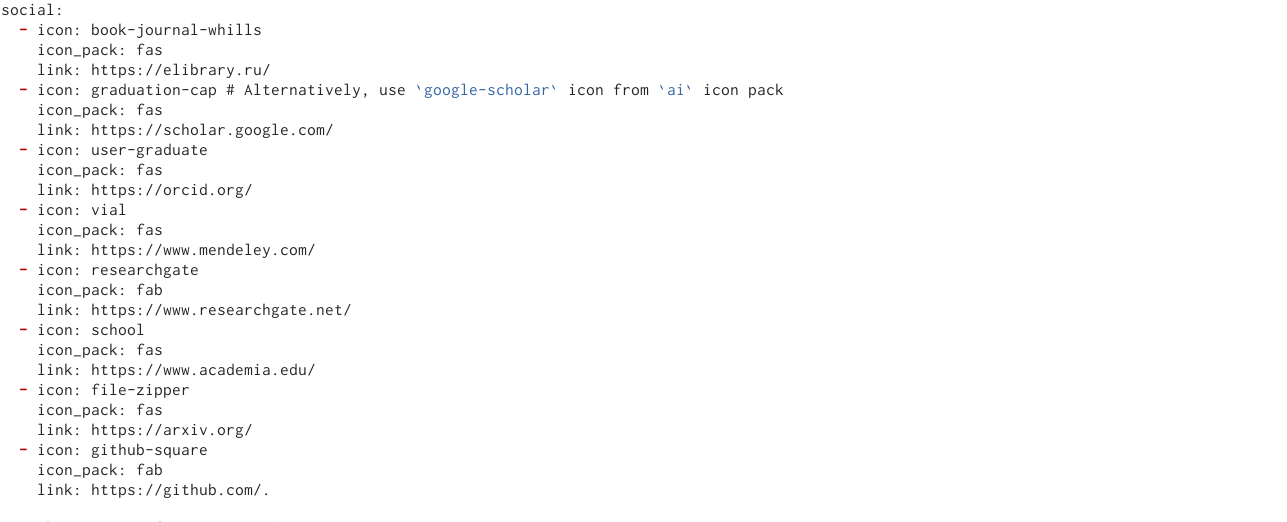 social:
  - icon: book-journal-whills
    icon_pack: fas
    link: https://elibrary.ru/
  - icon: graduation-cap # Alternatively, use `google-scholar` icon from `ai` icon pack
    icon_pack: fas
    link: https://scholar.google.com/
  - icon: user-graduate
    icon_pack: fas
    link: https://orcid.org/
  - icon: vial
    icon_pack: fas
    link: https://www.mendeley.com/
  - icon: researchgate
    icon_pack: fab
    link: https://www.researchgate.net/
  - icon: school
    icon_pack: fas
    link: https://www.academia.edu/
  - icon: file-zipper
    icon_pack: fas
    link: https://arxiv.org/
  - icon: github-square
    icon_pack: fab
    link: https://github.com/.